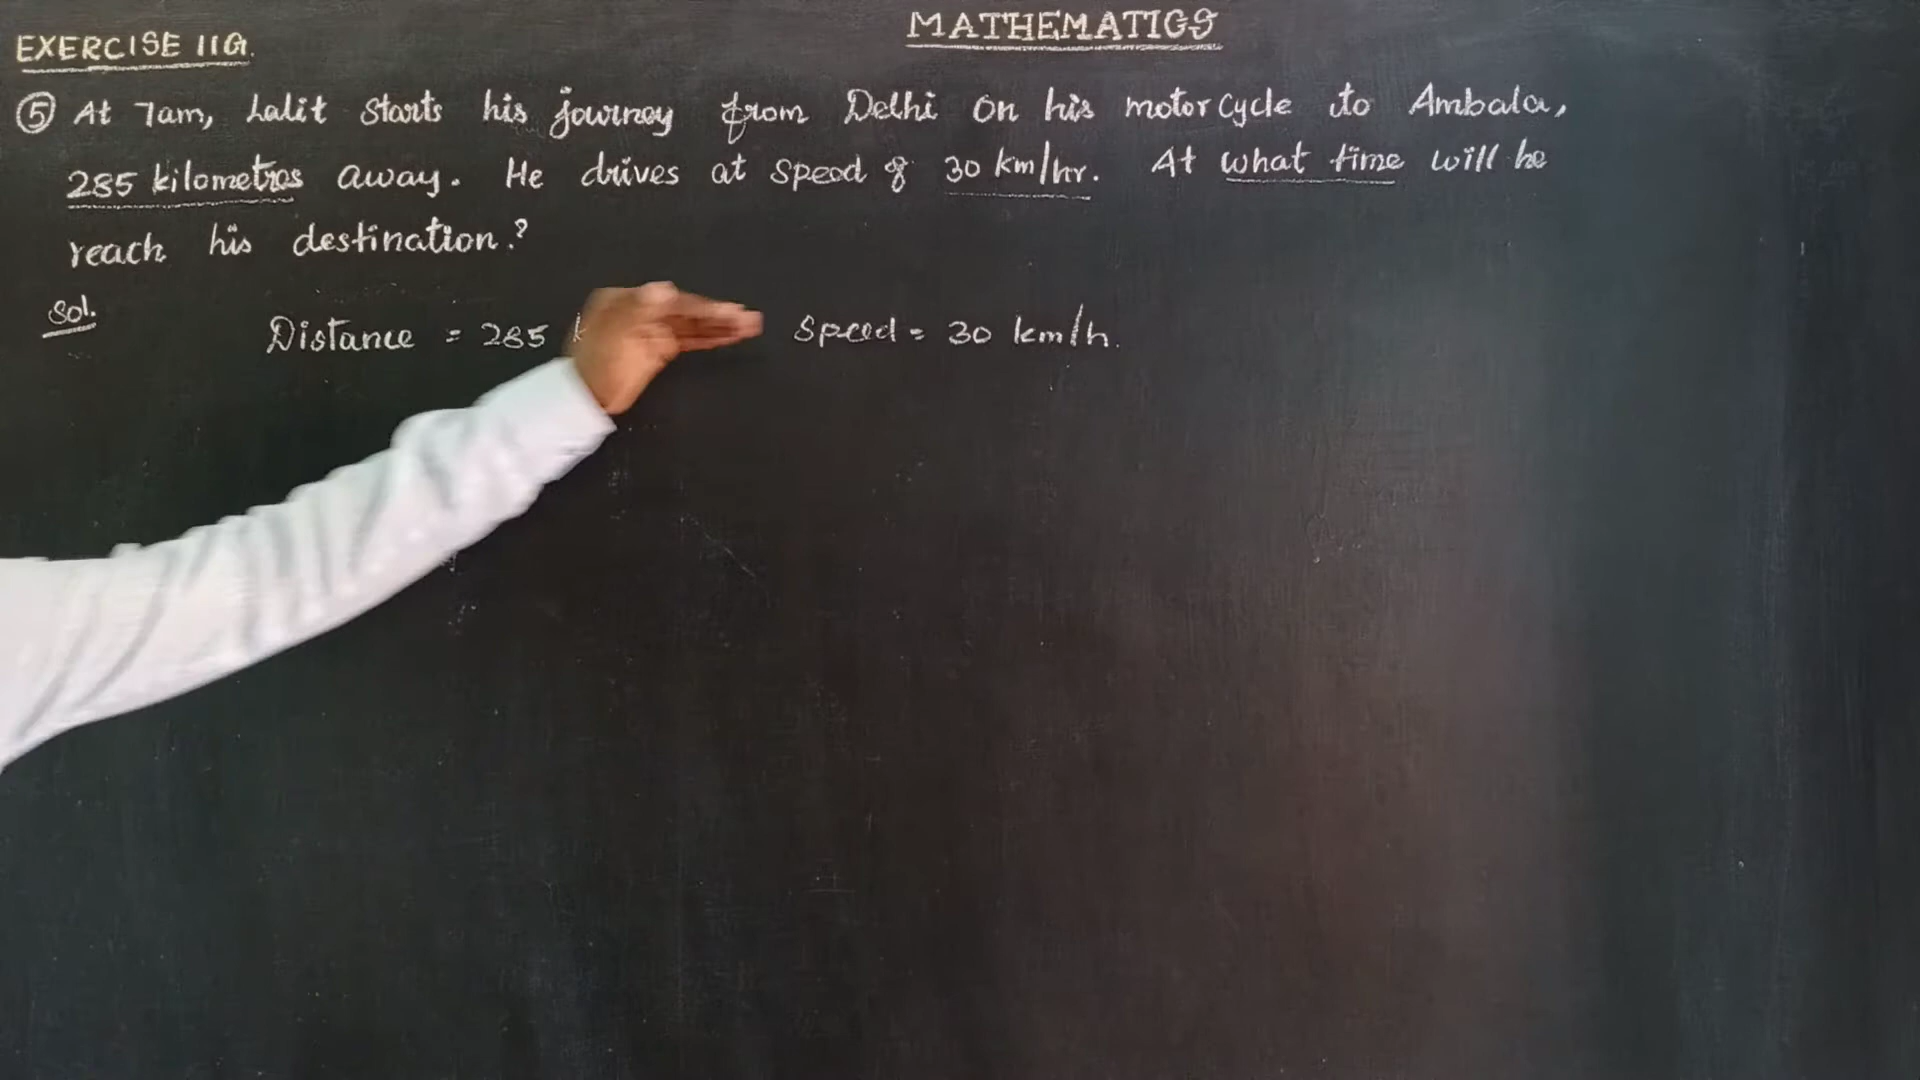 MATHEMATICS
EXERCISE 11G.
⑤ At 7am, Lalit starts his journey from Delhi on his motor cycle to Ambala,
285 kilometres away. He drives at speed of 30 km/hr. At what time will he
reach his destination.?
Sol.
Distance = 285 Speed = 30 km/h.